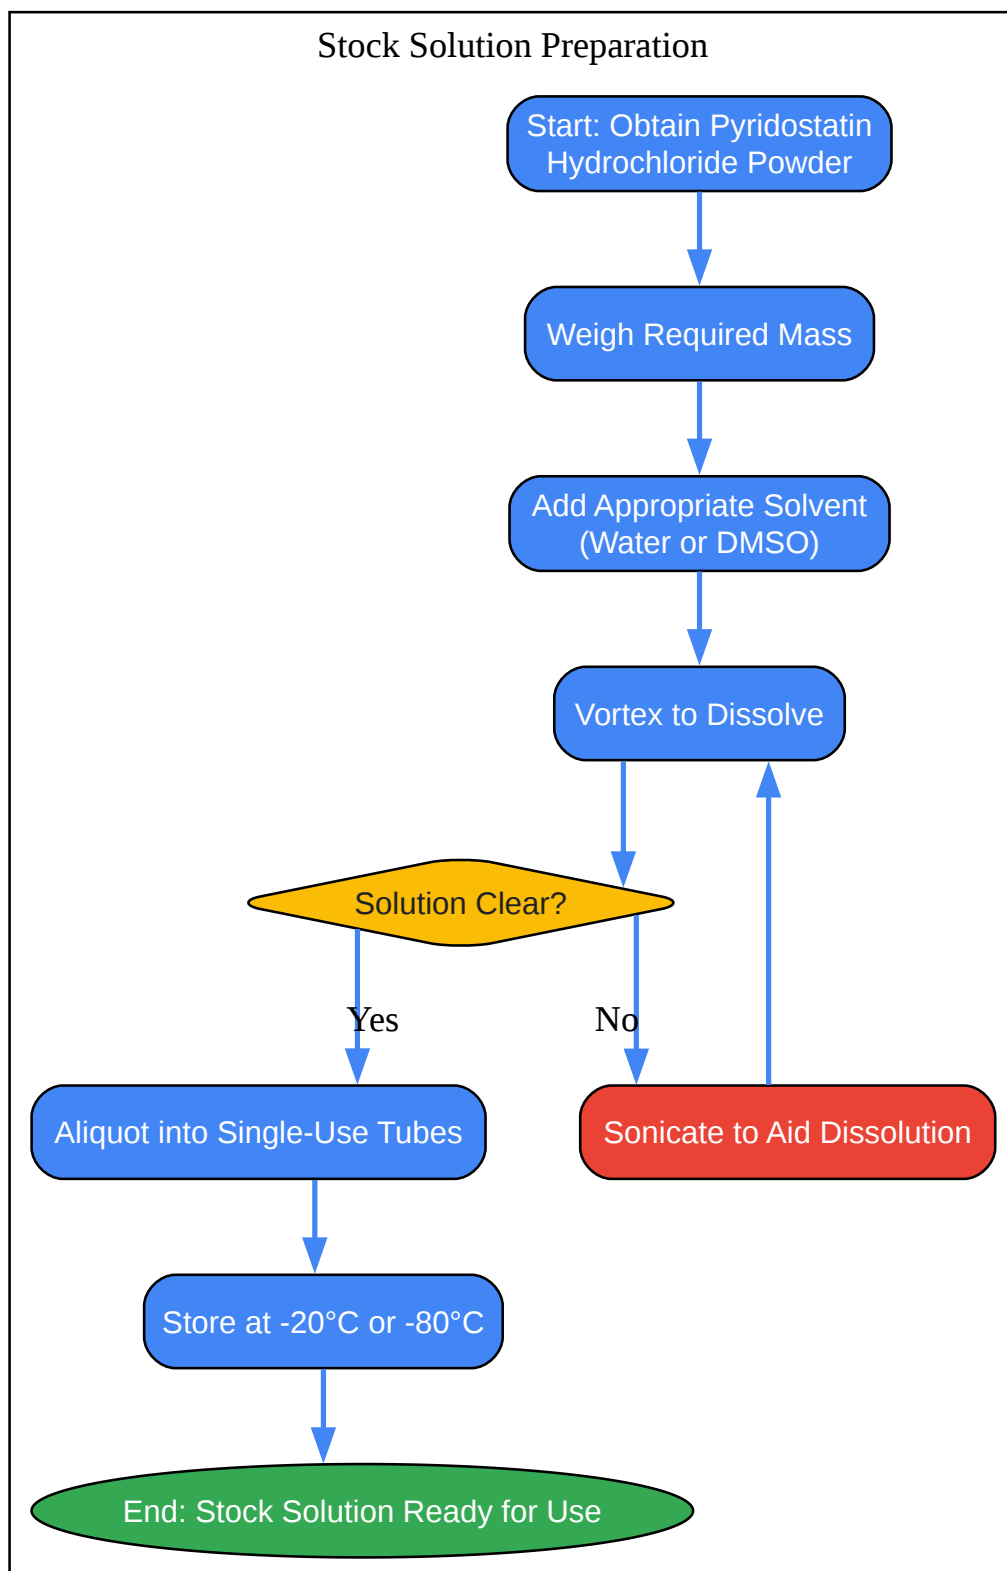 Stock Solution Preparation
Start: Obtain Pyridostatin
Hydrochloride Powder
Weigh Required Mass
Add Appropriate Solvent
(Water or DMSO)
Vortex to Dissolve
Solution Clear?
Yes
No
Aliquot into Single-Use Tubes
Sonicate to Aid Dissolution
Store at -20°C or -80°C
End: Stock Solution Ready for Use